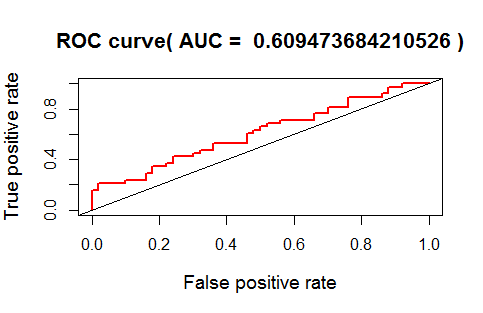 ROC curve( AUC =  0.609473684210526 )
True positive rate
0.8
0.4
0.0
0.0 0.2 0.4 0.6 0.8 1.0
False positive rate